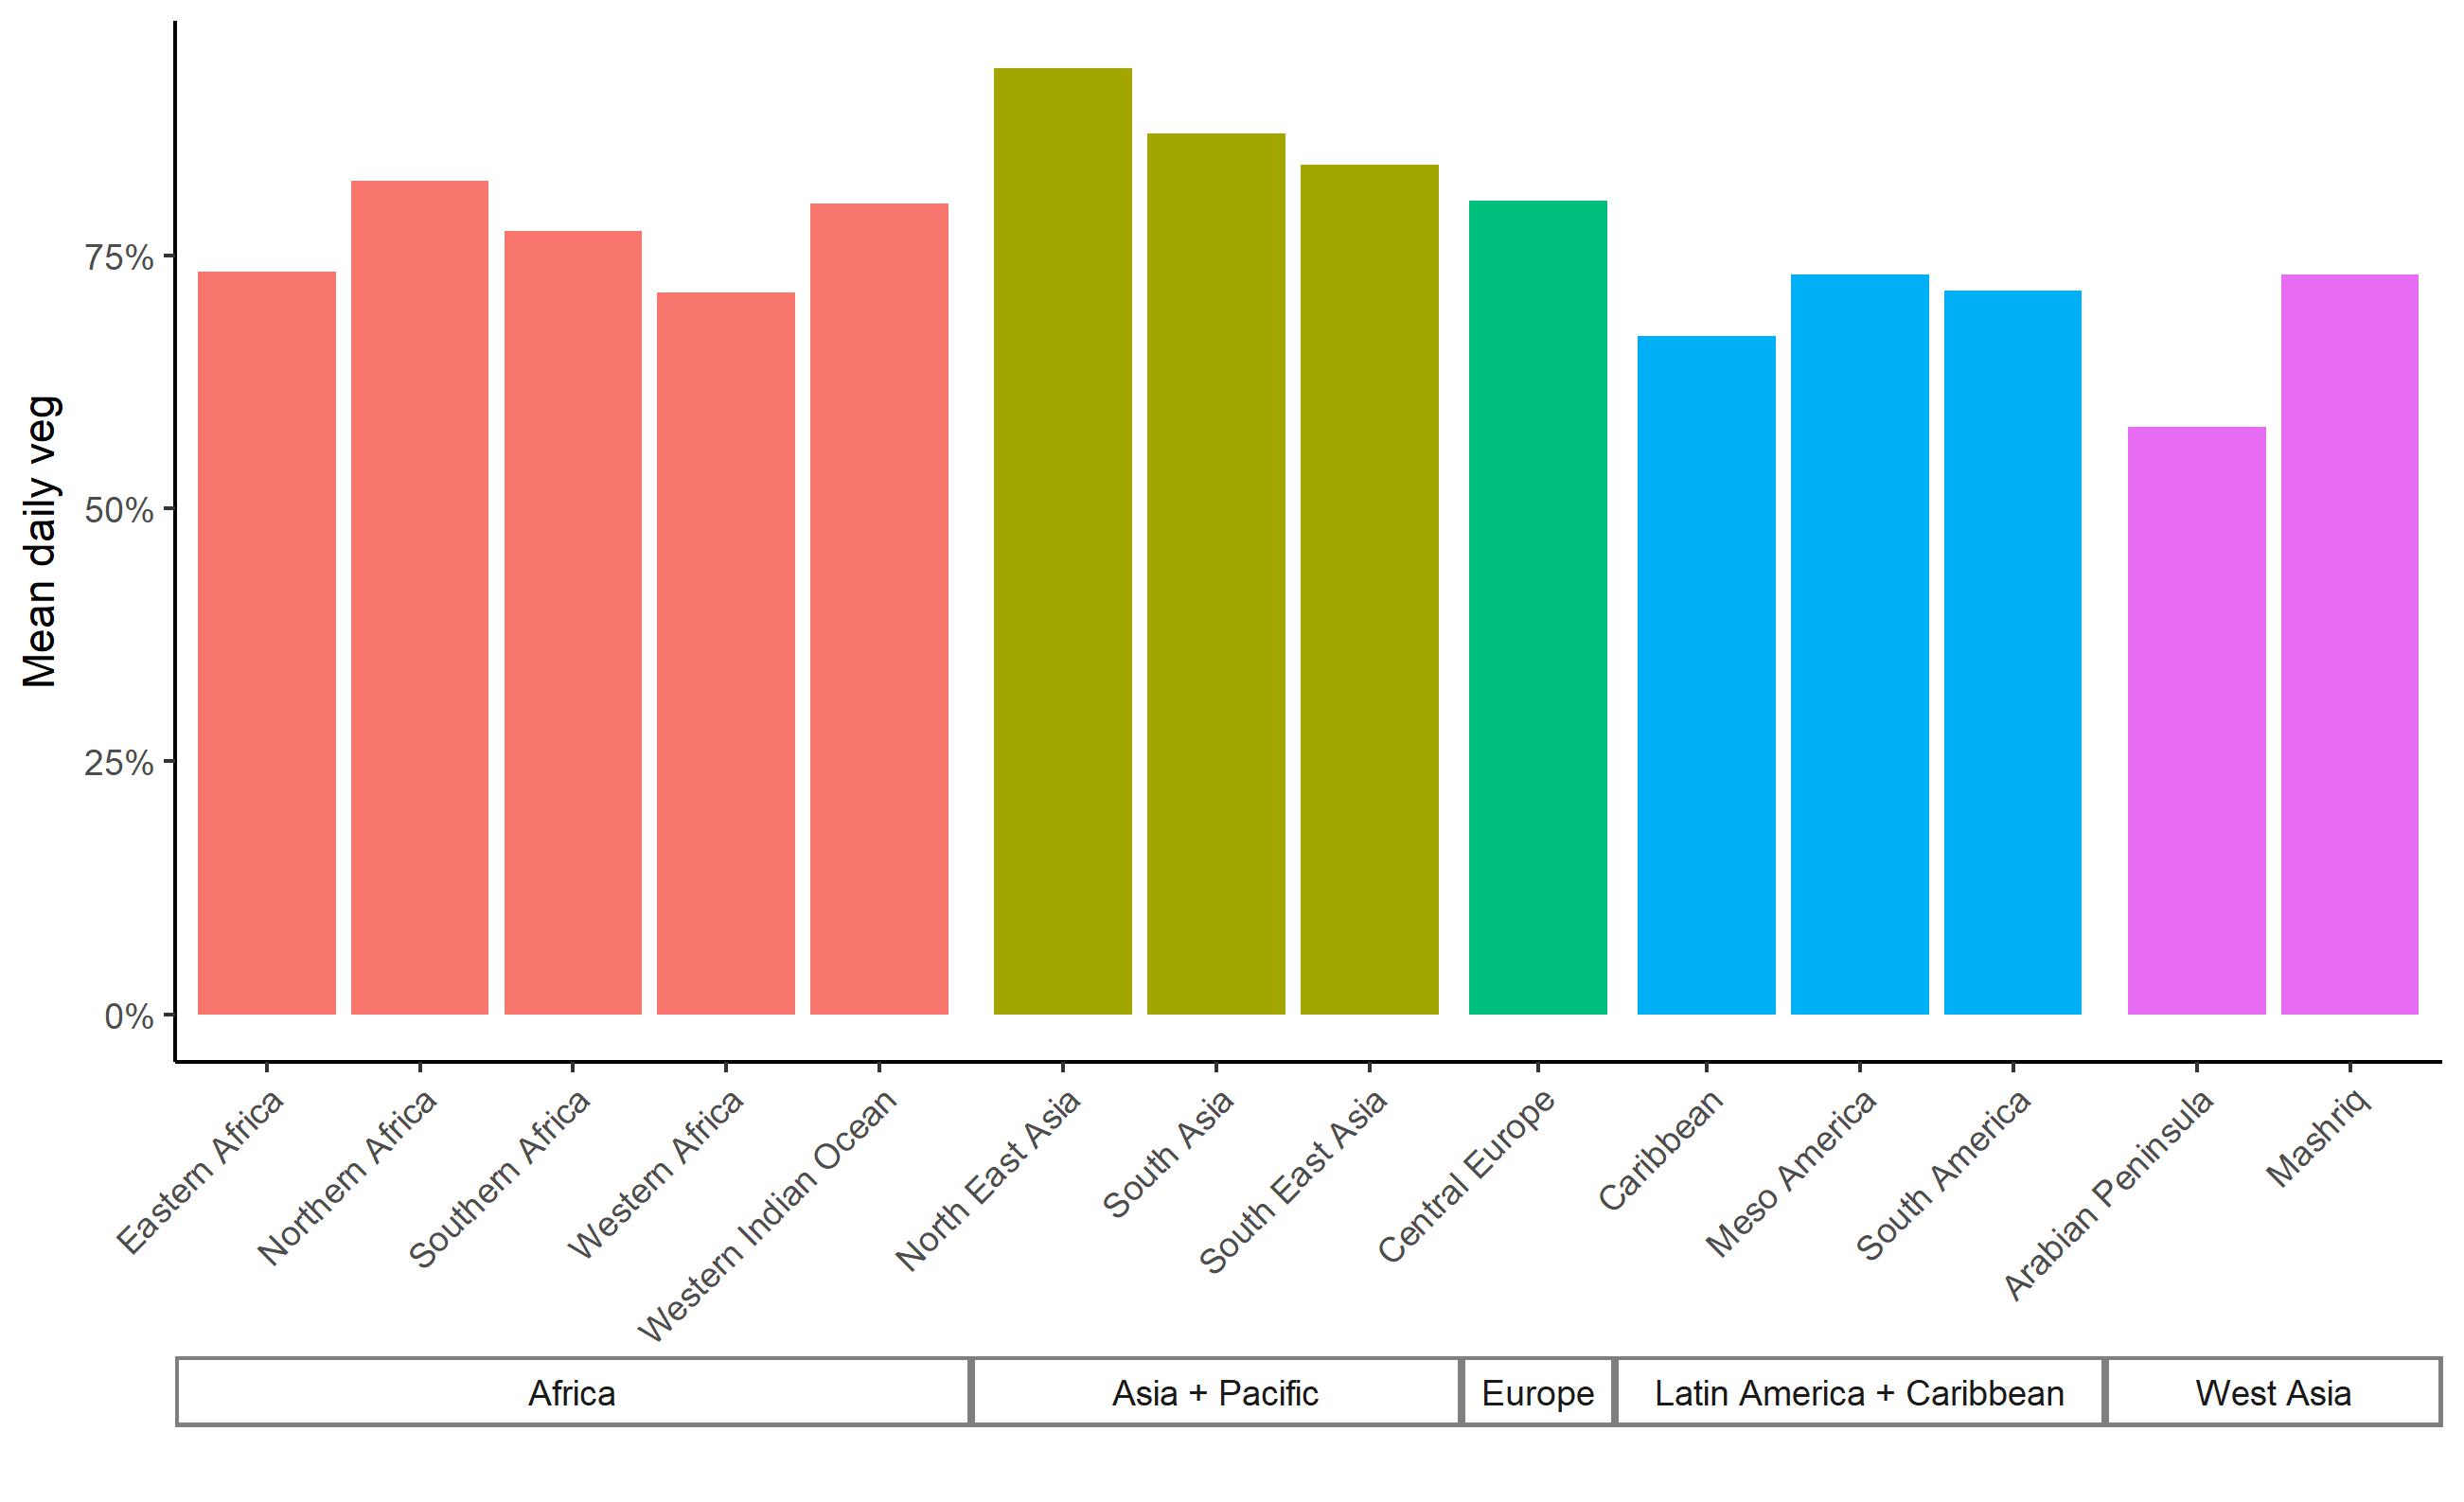 Mean daily veg
75%
50%
25%
0%
Eastern Africa
Northern Africa
Southern Africa
Western Africa
Western Indian Ocean
North East Asia
South Asia
South East Asia
Central Europe
Caribbean
Meso America
South America
Arabian Peninsula
Mashriq
Africa
Asia + Pacific
Europe
Latin America + Caribbean
West Asia